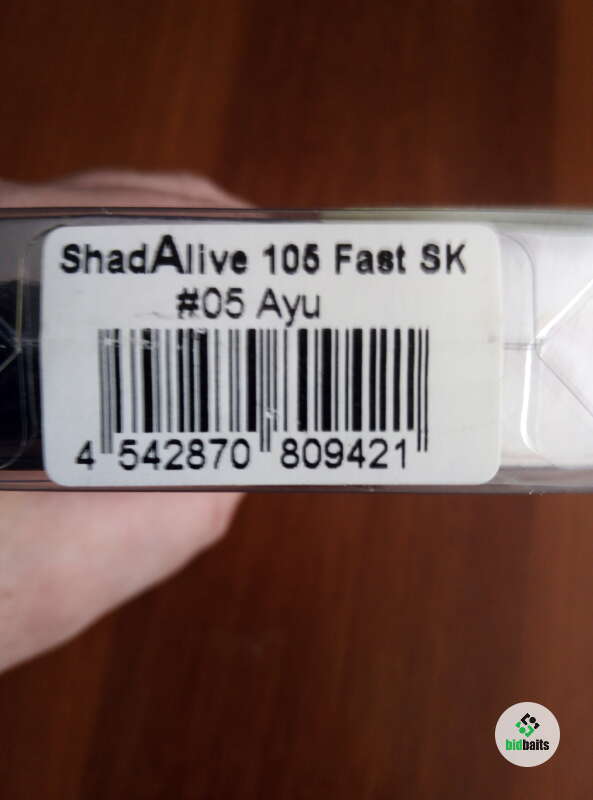 ShadAlive 105 Fast SK
#05 Ayu
4 542870 809421
bidbaits